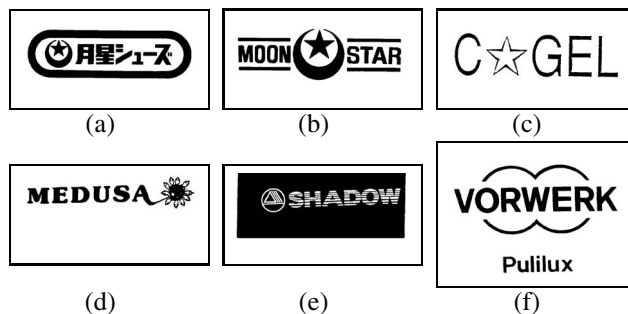 月星シューズ
MOON STAR
C☆GEL
(a) (b) (c)
MEDUSA
SHADOW
VORWERK
Pulilux
(d) (e) (f)